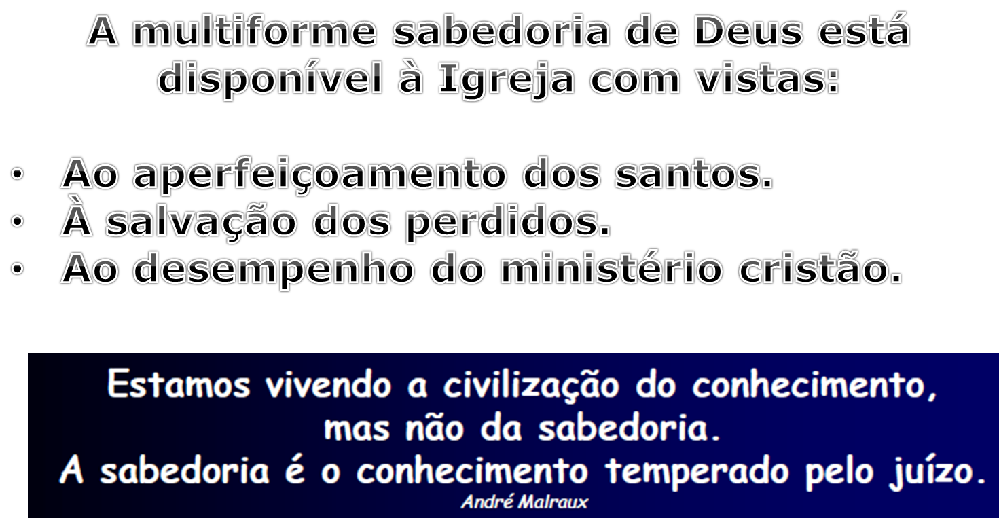 A multiforme sabedoria de Deus está
disponível à Igreja com vistas:
• Ao aperfeiçoamento dos santos.
• À salvação dos perdidos.
• Ao desempenho do ministério cristão.
Estamos vivendo a civilização do conhecimento,
mas não da sabedoria.
A sabedoria é o conhecimento temperado pelo juízo.
André Malraux